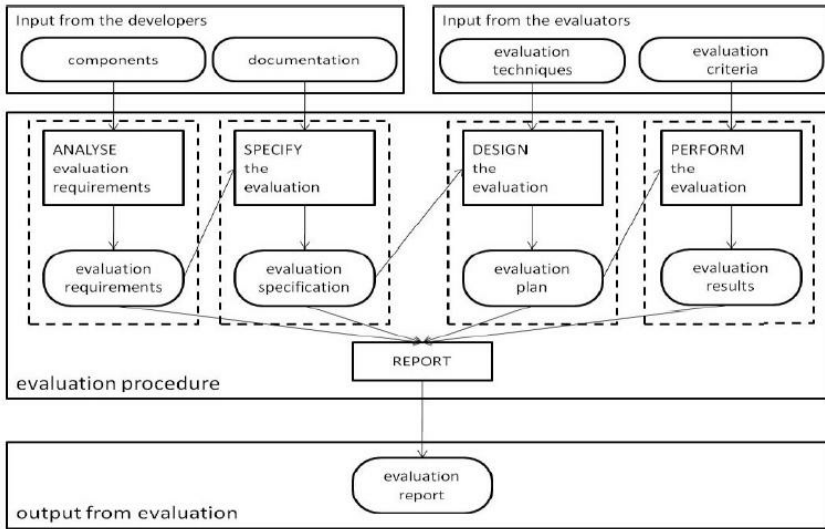 Input from the developers
components
documentation
Input from the evaluators
evaluation
techniques
evaluation
criteria
ANALYSE
evaluation
requirements
SPECIFY
the
evaluation
DESIGN
the
evaluation
PERFORM
the
evaluation
evaluation
requirements
evaluation
specification
evaluation
plan
evaluation
results
REPORT
evaluation procedure
evaluation
report
output from evaluation